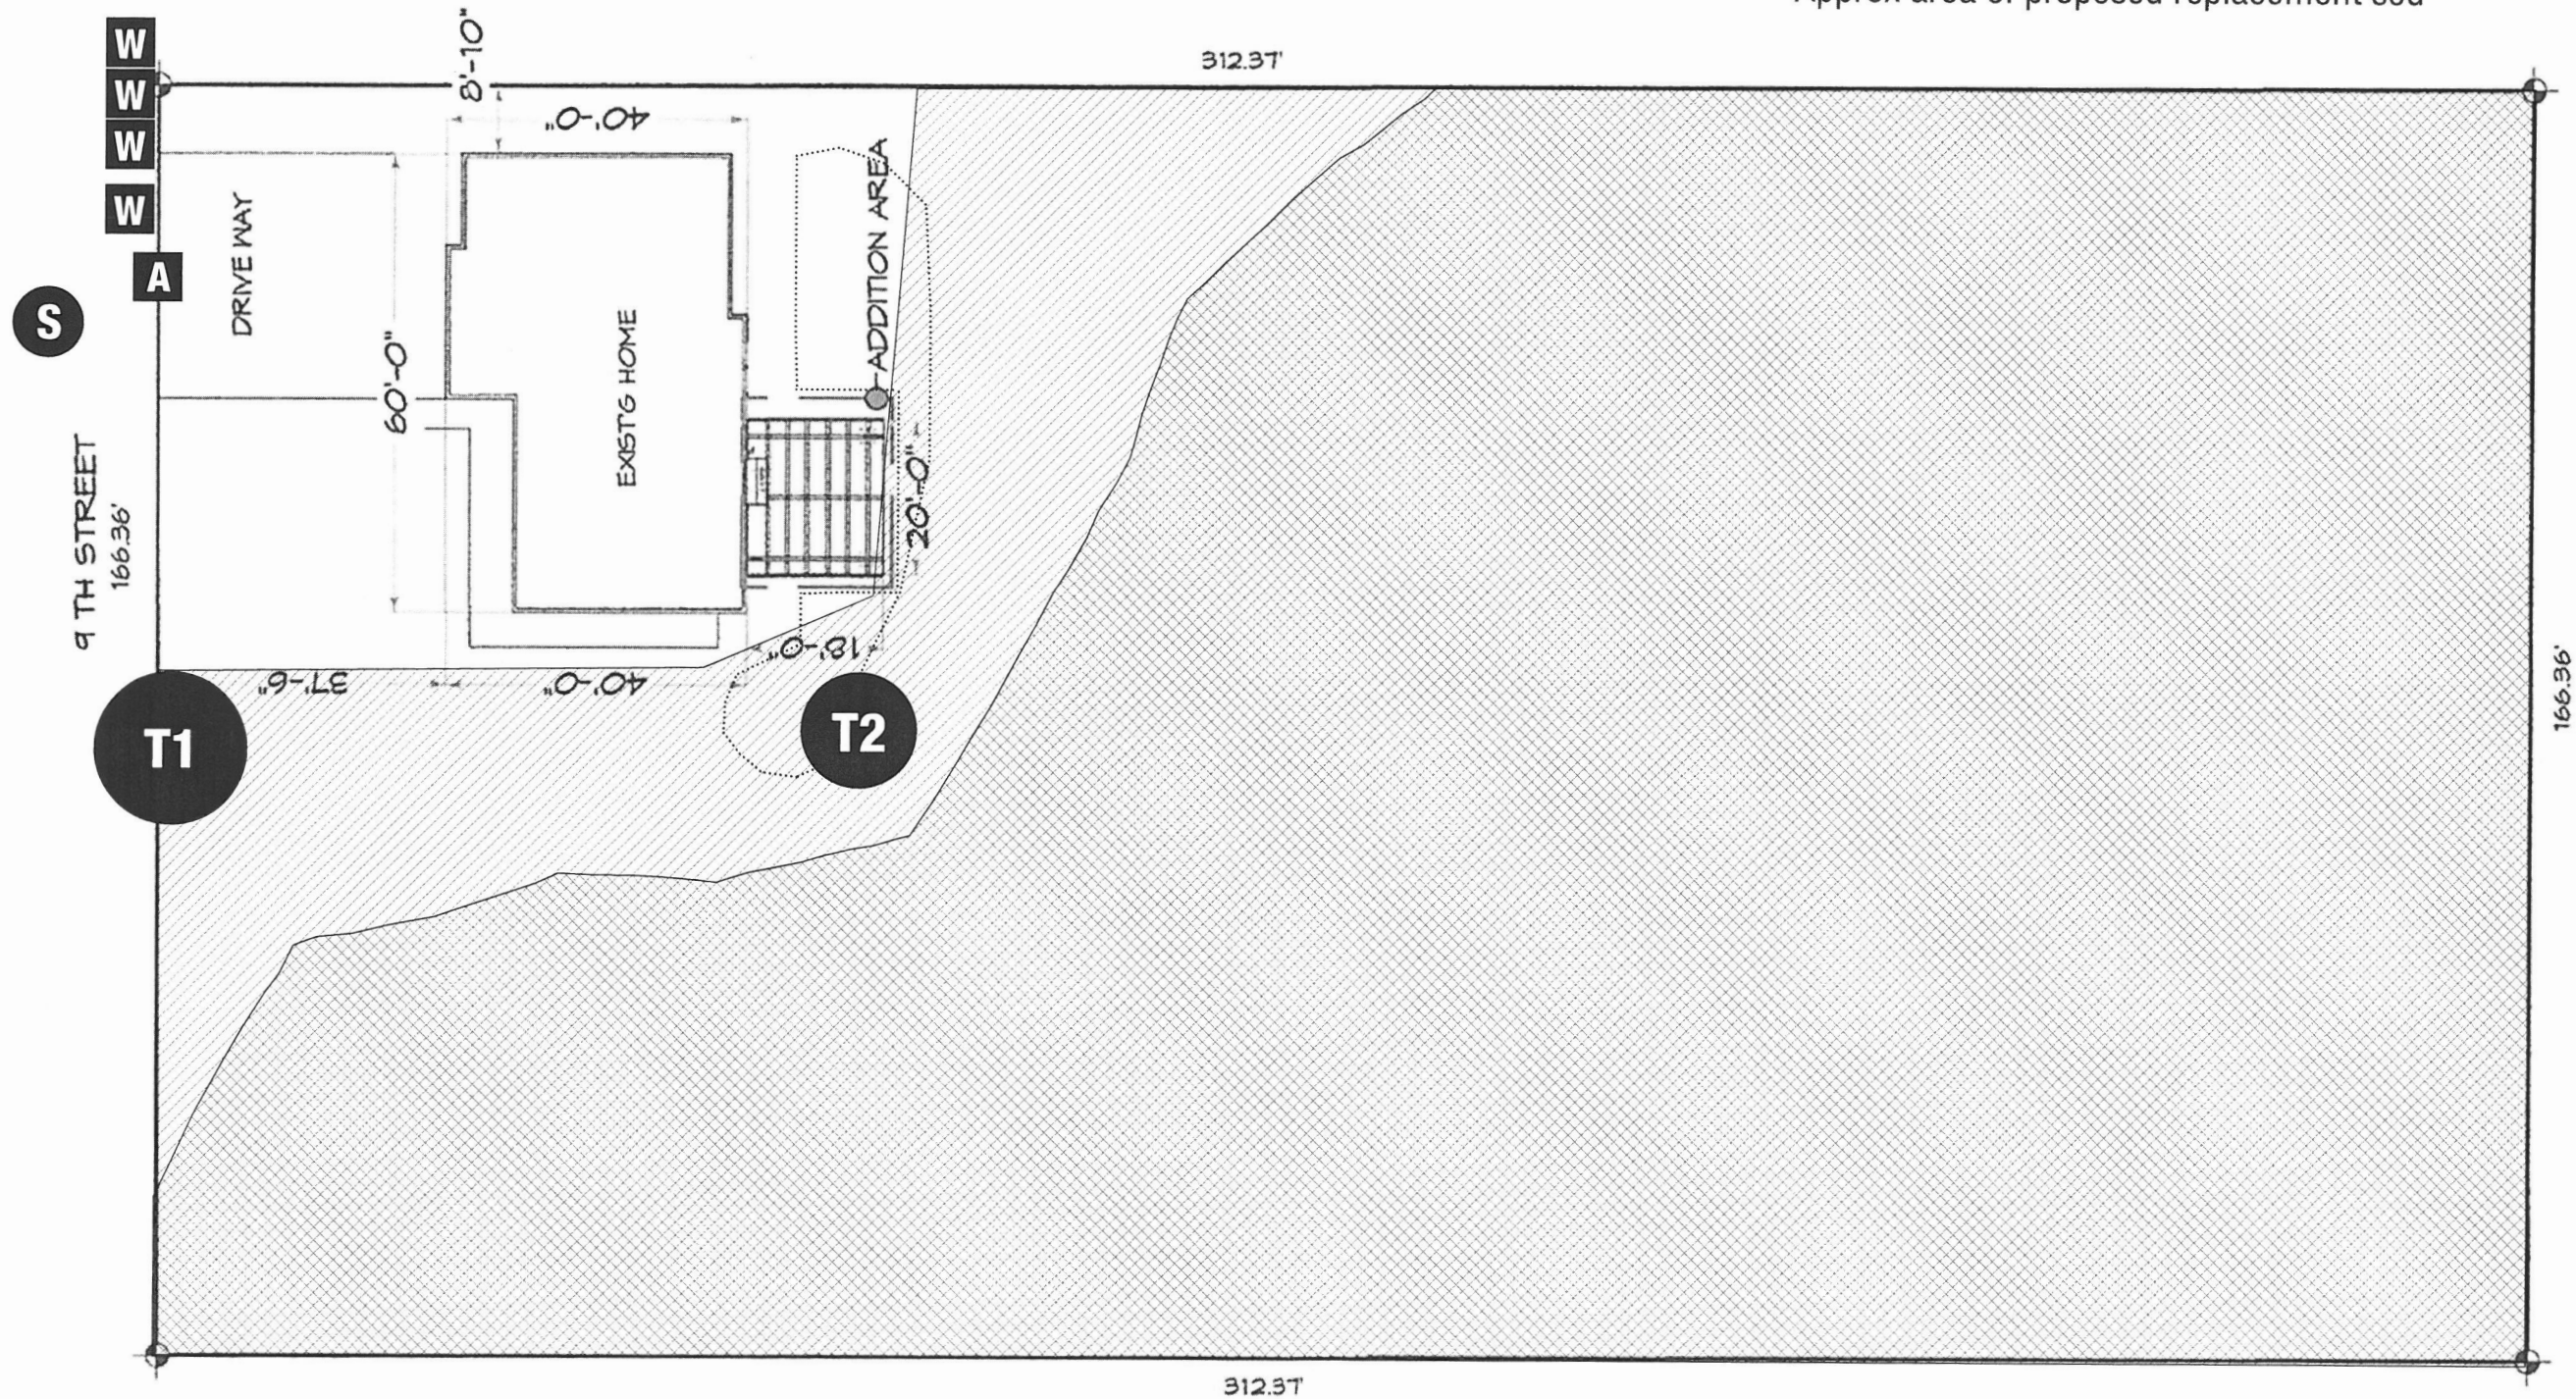 Approx area of proposed replacement sod
312.37'
W
W
W
W
A
S
8'-10"
40'-0"
DRIVE WAY
ADDITION AREA
EXIST'G HOME
60'-0"
9 TH STREET
166.36'
20'-0"
18'-0"
37'-6"
40'-0"
T1
T2
166.36'
312.37'